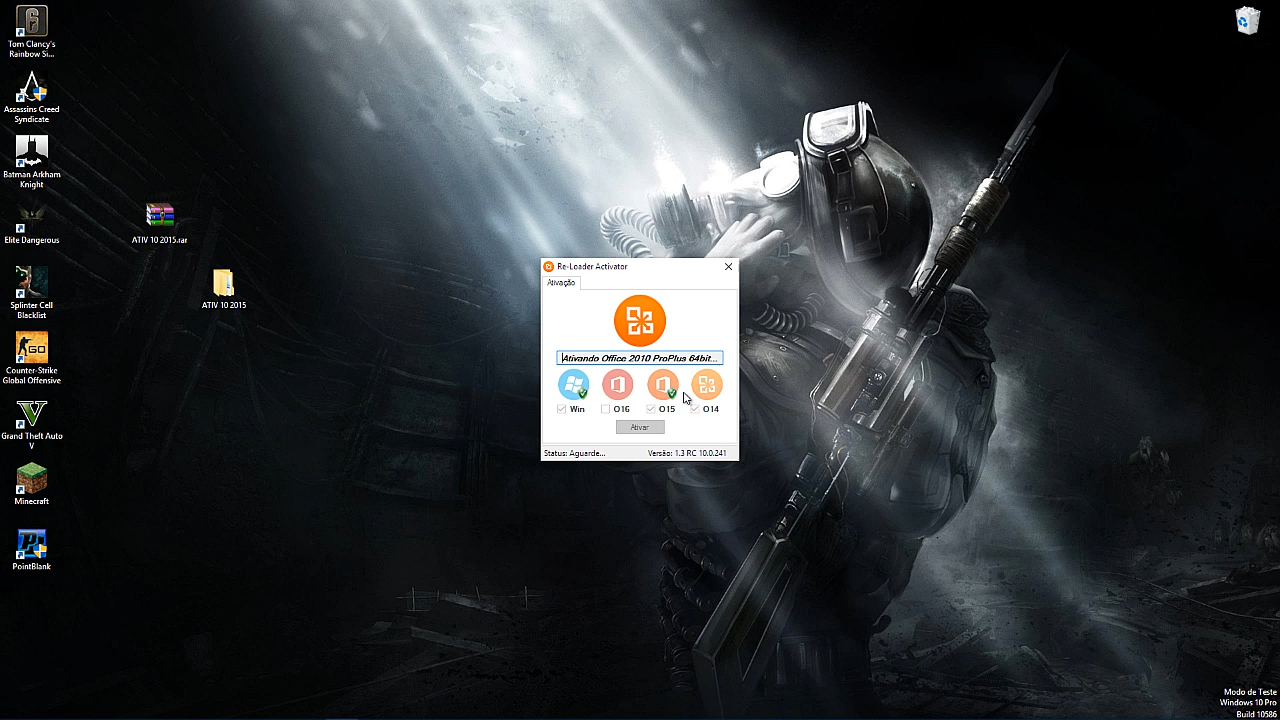 Tom Clancy's
Rainbow Si...
Assassins Creed
Syndicate
Batman Arkham
Knight
Elite Dangerous
Splinter Cell
Blacklist
GO
Counter-Strike
Global Offensive
Grand Theft Auto
V
Minecraft
PointBlank
ATIV 10 2015.rar
ATIV 10 2015
Re-Loader Activator
Ativação
Ativando Office 2010 ProPlus 64bit...
Win
O16
O15
O14
Ativar
Status: Aguarde...
Versão: 1.3 RC 10.0.241
Modo de Teste
Windows 10 Pro
Build 10586